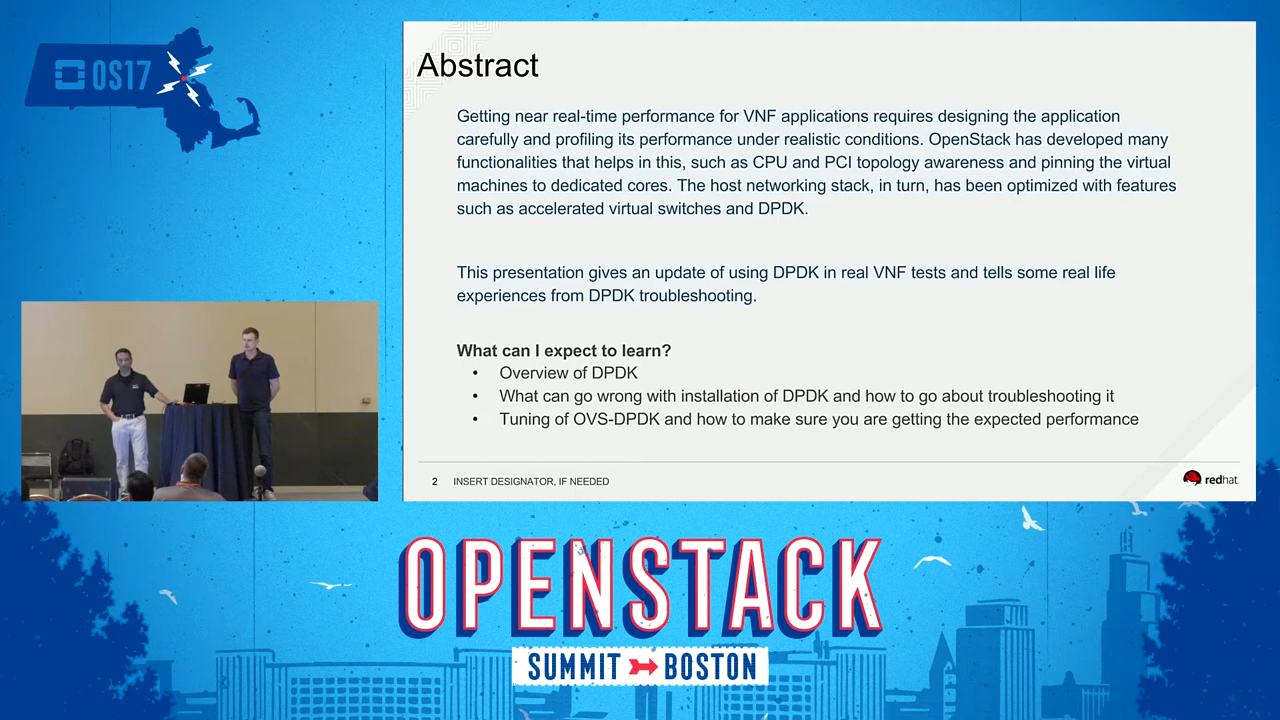 OS17
Abstract
Getting near real-time performance for VNF applications requires designing the application
carefully and profiling its performance under realistic conditions. OpenStack has developed many
functionalities that helps in this, such as CPU and PCI topology awareness and pinning the virtual
machines to dedicated cores. The host networking stack, in turn, has been optimized with features
such as accelerated virtual switches and DPDK.
This presentation gives an update of using DPDK in real VNF tests and tells some real life
experiences from DPDK troubleshooting.
What can I expect to learn?
• Overview of DPDK
• What can go wrong with installation of DPDK and how to go about troubleshooting it
• Tuning of OVS-DPDK and how to make sure you are getting the expected performance
2 INSERT DESIGNATOR, IF NEEDED
redhat.
OPENSTACK
SUMMIT BOSTON